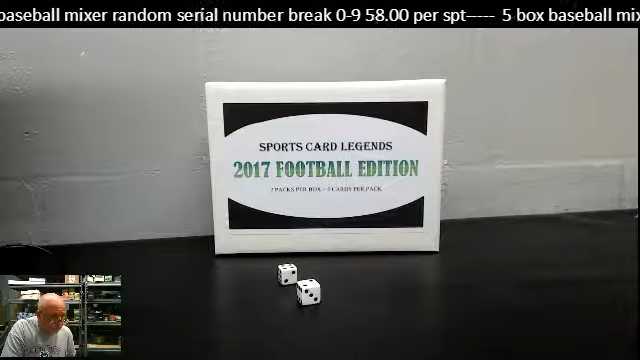 baseball mixer random serial number break 0-9 58.00 per spt----- 5 box baseball mix
SPORTS CARD LEGENDS
2017 FOOTBALL EDITION
2 PACKS PER BOX – 3 CARDS PER PACK